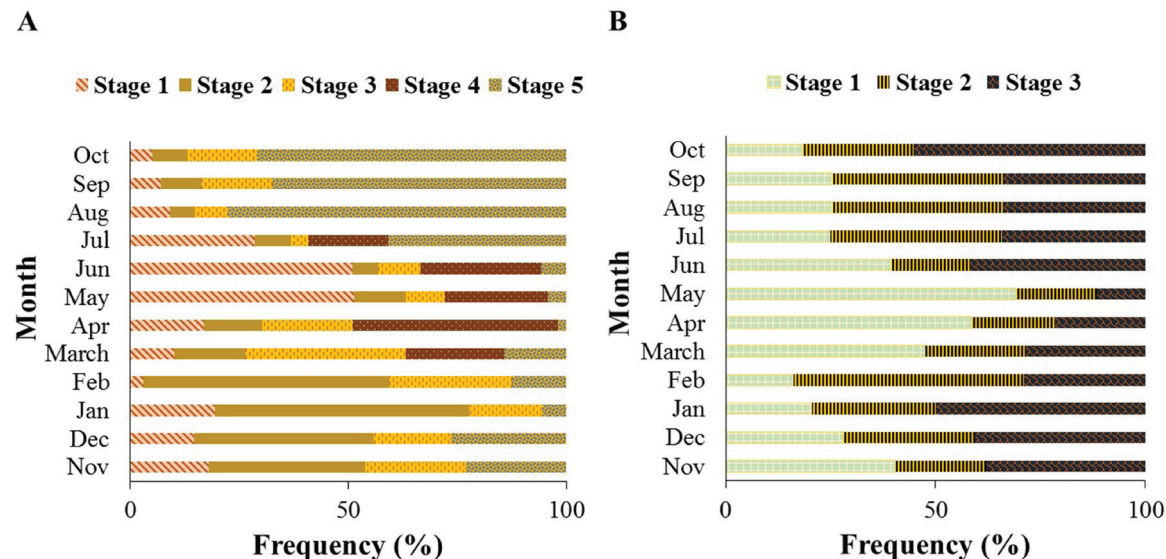 A
Stage 1 Stage 2 Stage 3 Stage 4 Stage 5
Month
Oct
Sep
Aug
Jul
Jun
May
Apr
March
Feb
Jan
Dec
Nov
0 50 100
Frequency (%)
B
Stage 1 Stage 2 Stage 3
Month
Oct
Sep
Aug
Jul
Jun
May
Apr
March
Feb
Jan
Dec
Nov
0 50 100
Frequency (%)